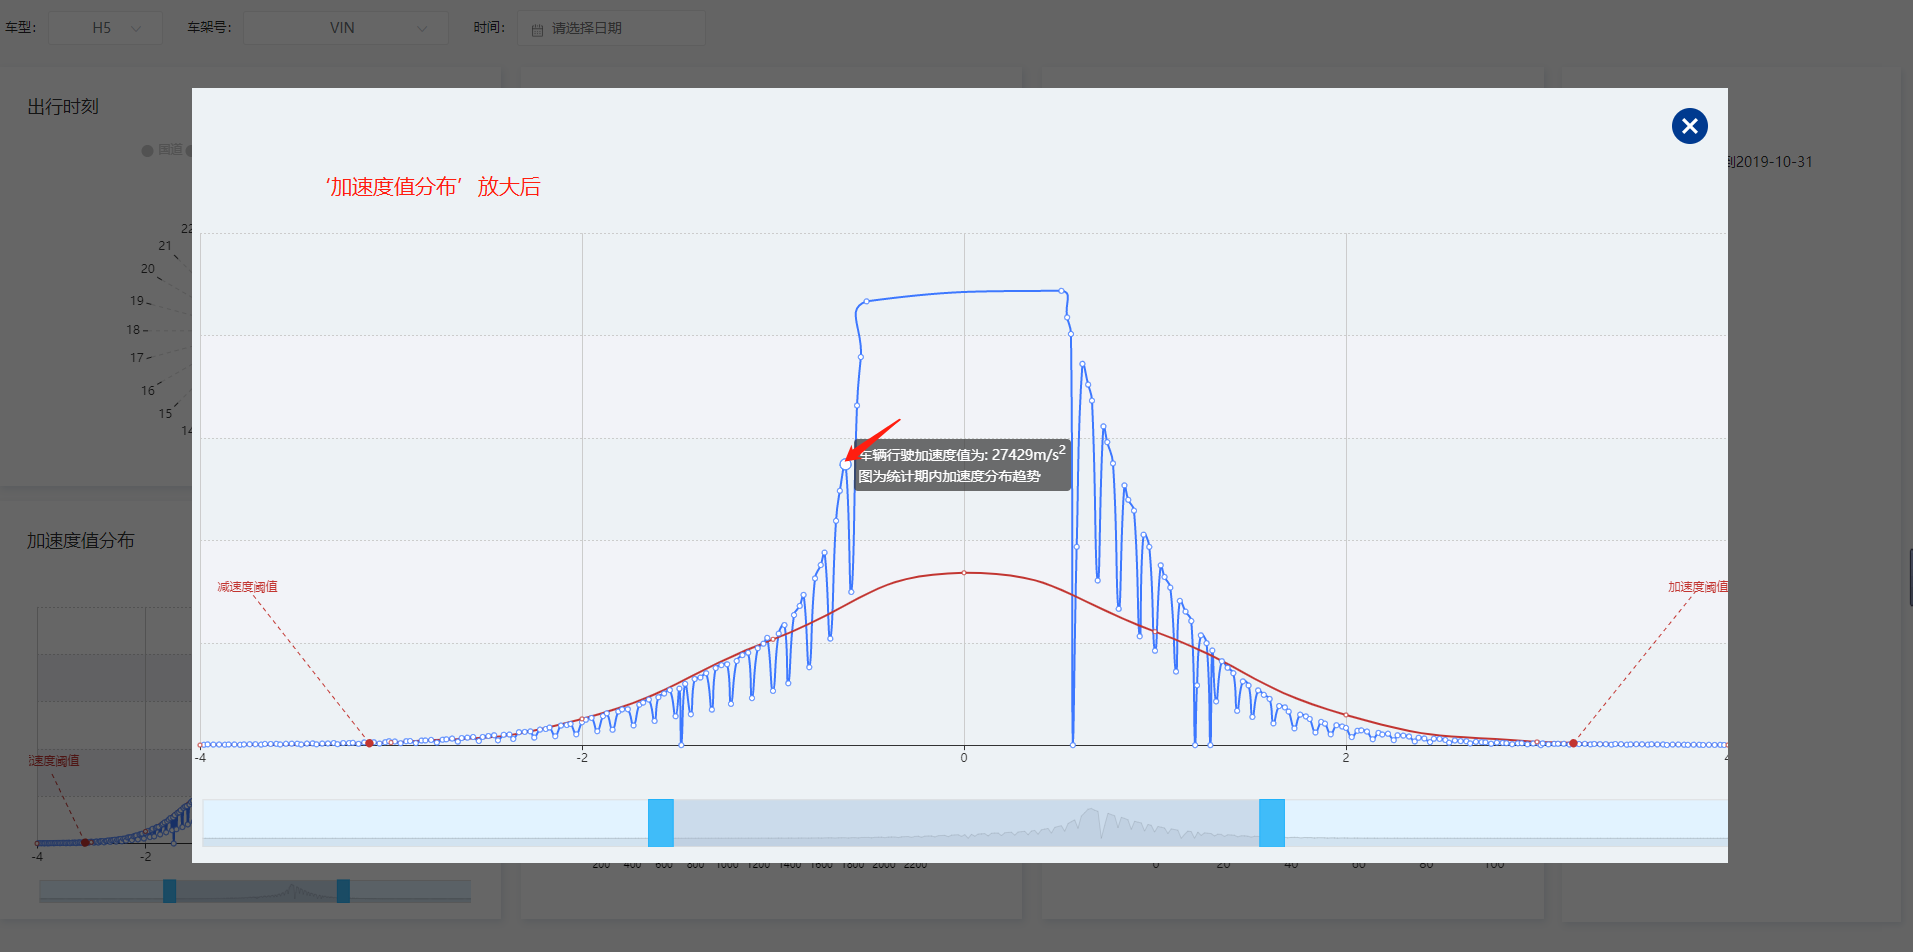 车型： H5 车架号： VIN 时间： 请选择日期
出行时刻
国道
到2019-10-31
‘加速度值分布’ 放大后
22
21
20
19
18
17
16
15
14
车辆行驶加速度值为: 27429m/s²
图为统计期内加速度分布趋势
加速度值分布
减速度阈值
加速度阈值
-4 -2 0 2 4
速度阈值
-4 -2
200 400 600 800 1000 1200 1400 1600 1800 2000 2200
0 20 40 60 80 100